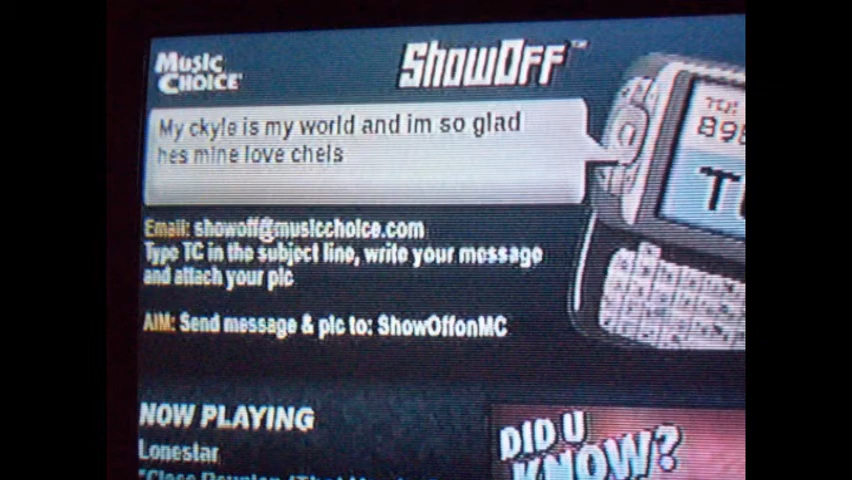 Music
Choice
ShowOff™
My ckyle is my world and im so glad
hes mine love chels
TO:
Email: showoff@musicchoice.com
Type TC in the subject line, write your message
and attach your pic
AIM: Send message & pic to: ShowOffonMC
NOW PLAYING
Lonestar
DID U
KNOW?